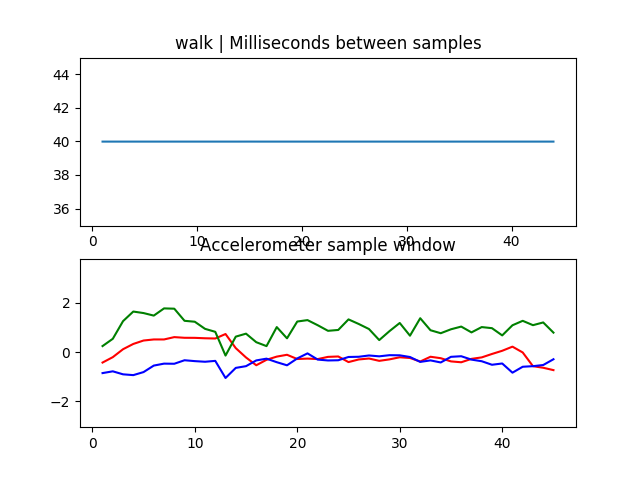 walk | Milliseconds between samples
44
42
40
38
36
0 10 20 30 40
Accelerometer sample window
2
0
−2
0 10 20 30 40